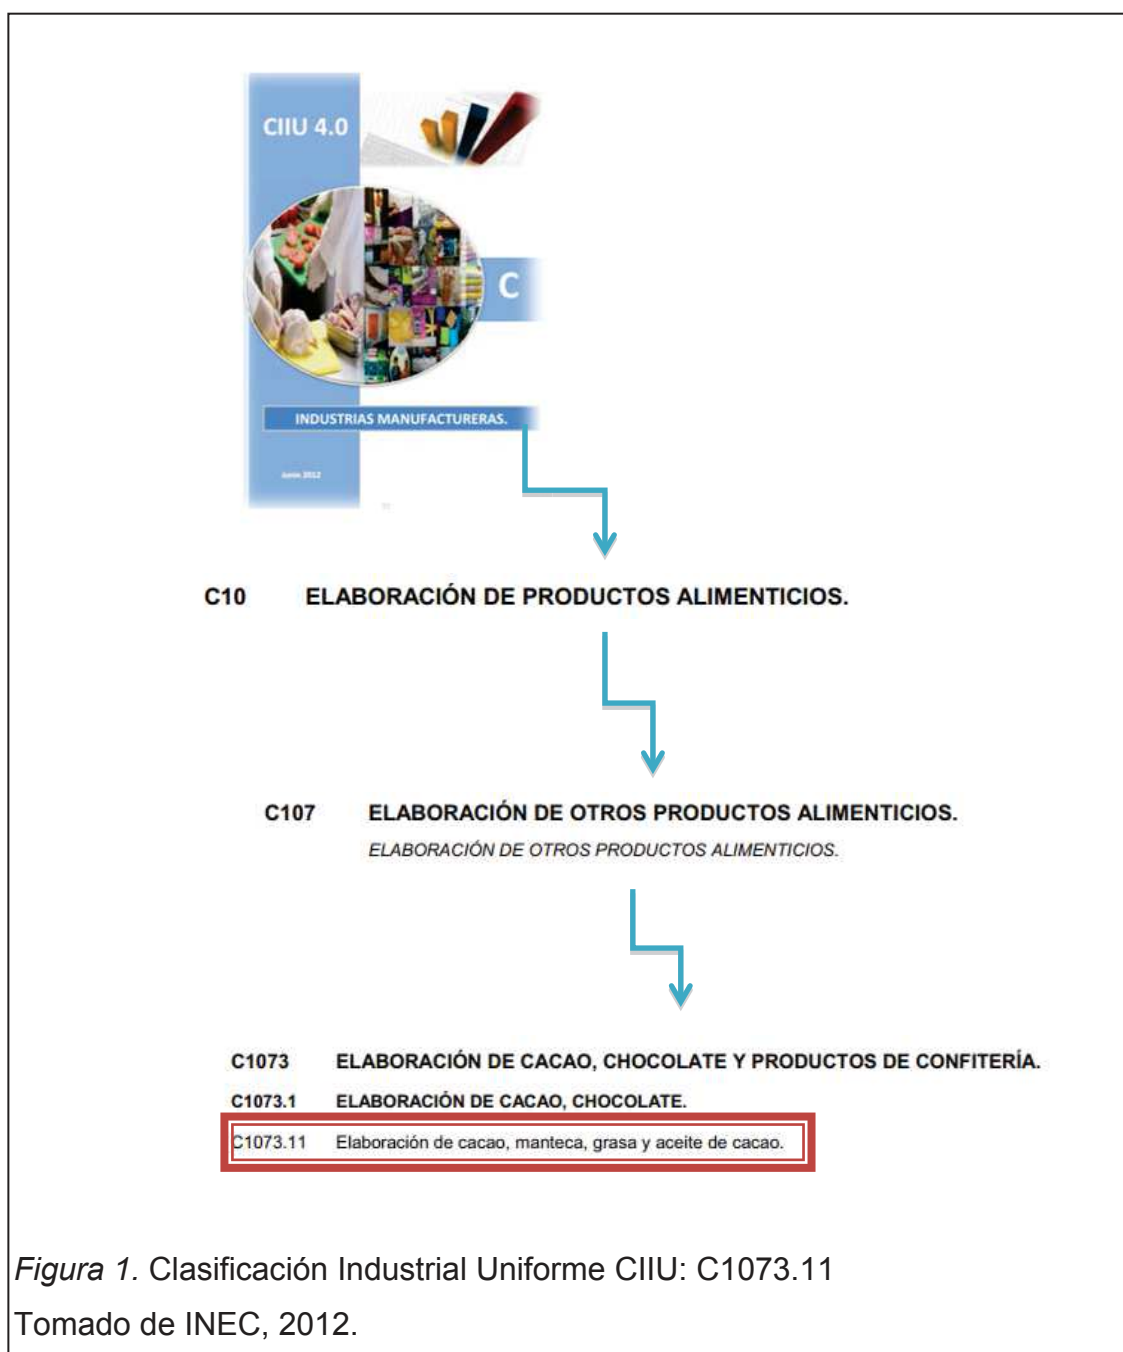 CIIU 4.0
C
INDUSTRIAS MANUFACTURERAS.
Junio 2012
C10 ELABORACIÓN DE PRODUCTOS ALIMENTICIOS.
C107 ELABORACIÓN DE OTROS PRODUCTOS ALIMENTICIOS.
ELABORACIÓN DE OTROS PRODUCTOS ALIMENTICIOS.
C1073 ELABORACIÓN DE CACAO, CHOCOLATE Y PRODUCTOS DE CONFITERÍA.
C1073.1 ELABORACIÓN DE CACAO, CHOCOLATE.
C1073.11 Elaboración de cacao, manteca, grasa y aceite de cacao.
Figura 1. Clasificación Industrial Uniforme CIIU: C1073.11
Tomado de INEC, 2012.